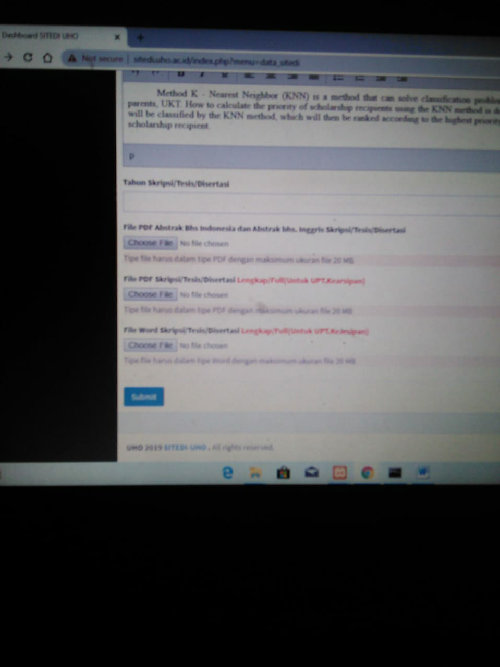 Dashboard SITEDI UHO
Not secure | sitedi.uho.ac.id/index.php?menu=data_sitedi
Method K - Nearest Neighbor (KNN) is a method that can solve classification
parents, UKT. How to calculate the priority of scholarship recipients using the KNN method is
will be classified by the KNN method, which will then be ranked according to the highest
scholarship recipient.
p
Tahun Skripsi/Tesis/Disertasi
File PDF Abstrak Bhs Indonesia dan Abstrak bhs. Inggris Skripsi/Tesis/Disertasi
Choose File No file chosen
Tipe file harus dalam tipe PDF dengan maksimum ukuran file 20 MB
File PDF Skripsi/Tesis/Disertasi Lengkap/Full(Untuk UPT.Kearsipan)
Choose File No file chosen
Tipe file harus dalam tipe PDF dengan maksimum ukuran file 20 MB
File Word Skripsi/Tesis/Disertasi Lengkap/Full(Untuk UPT.Kearsipan)
Choose File No file chosen
Tipe file harus dalam tipe Word dengan maksimum ukuran file 20 MB
Submit
UHO 2019 SITEDI UHO . All rights reserved.